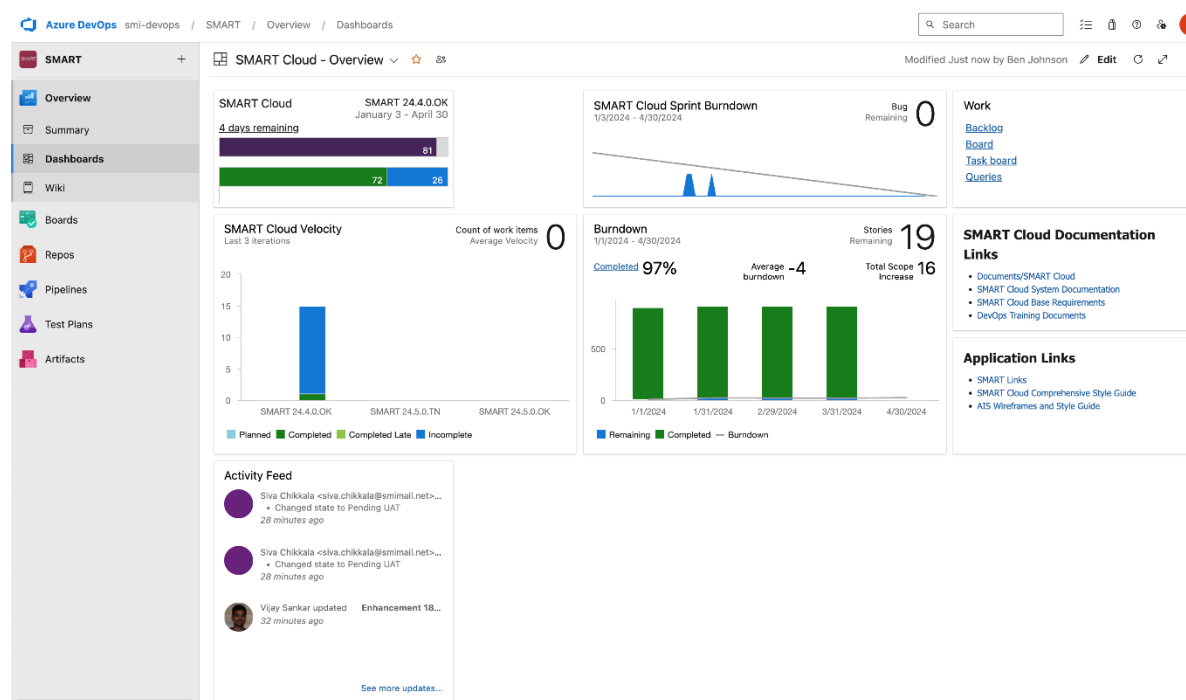 Azure DevOps smi-devops / SMART / Overview / Dashboards
Search
SMART
SMART
+
Overview
Summary
Dashboards
Wiki
Boards
Repos
Pipelines
Test Plans
Artifacts
SMART Cloud - Overview
Modified Just now by Ben Johnson
Edit
SMART Cloud
SMART 24.4.0.OK
January 3 - April 30
4 days remaining
81
72
26
SMART Cloud Sprint Burndown
1/3/2024 - 4/30/2024
Bug
Remaining
0
Work
Backlog
Board
Task board
Queries
SMART Cloud Velocity
Last 3 iterations
Count of work items
Average Velocity
0
20
15
10
5
0
SMART 24.4.0.OK
SMART 24.5.0.TN
SMART 24.5.0.OK
Planned
Completed
Completed Late
Incomplete
Burndown
1/1/2024 - 4/30/2024
Stories
Remaining
19
Completed 97%
Average
burndown
-4
Total Scope
Increase
16
500
0
1/1/2024
1/31/2024
2/29/2024
3/31/2024
4/30/2024
Remaining
Completed
Burndown
SMART Cloud Documentation
Links
• Documents/SMART Cloud
• SMART Cloud System Documentation
• SMART Cloud Base Requirements
• DevOps Training Documents
Application Links
• SMART Links
• SMART Cloud Comprehensive Style Guide
• AIS Wireframes and Style Guide
Activity Feed
Siva Chikkala <siva.chikkala@smimail.net>...
• Changed state to Pending UAT
28 minutes ago
Siva Chikkala <siva.chikkala@smimail.net>...
• Changed state to Pending UAT
28 minutes ago
Vijay Sankar updated Enhancement 18...
32 minutes ago
See more updates...